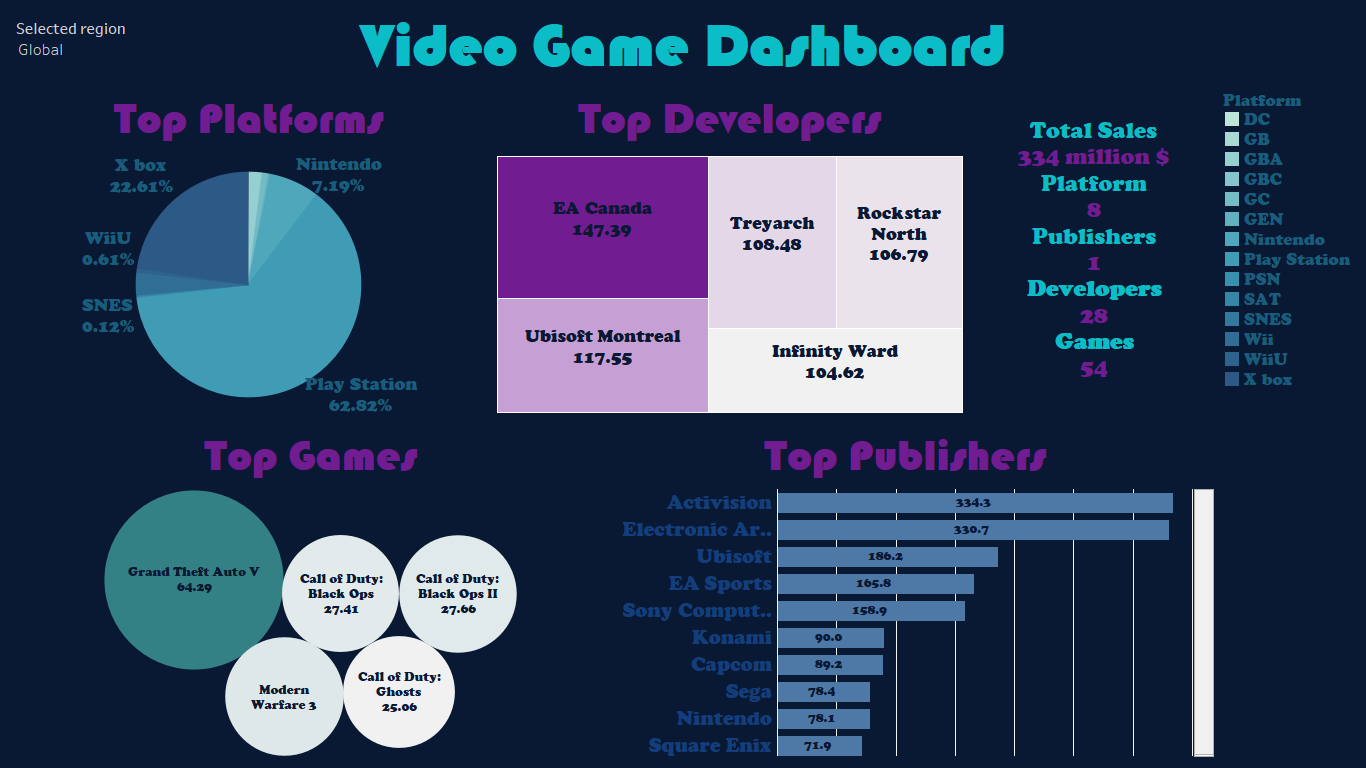 Selected region
Global
Video Game Dashboard
Top Platforms
X box
22.61%
Nintendo
7.19%
WiiU
0.61%
SNES
0.12%
Play Station
62.82%
Top Developers
EA Canada
147.39
Treyarch
108.48
Rockstar
North
106.79
Ubisoft Montreal
117.55
Infinity Ward
104.62
Total Sales
334 million $
Platform
8
Publishers
1
Developers
28
Games
54
Platform
DC
GB
GBA
GBC
GC
GEN
Nintendo
Play Station
PSN
SAT
SNES
Wii
WiiU
X box
Top Games
Grand Theft Auto V
64.29
Call of Duty:
Black Ops
27.41
Call of Duty:
Black Ops II
27.66
Modern
Warfare 3
Call of Duty:
Ghosts
25.06
Top Publishers
Activision
334.3
Electronic Ar..
330.7
Ubisoft
186.2
EA Sports
165.8
Sony Comput..
158.9
Konami
90.0
Capcom
89.2
Sega
78.4
Nintendo
78.1
Square Enix
71.9